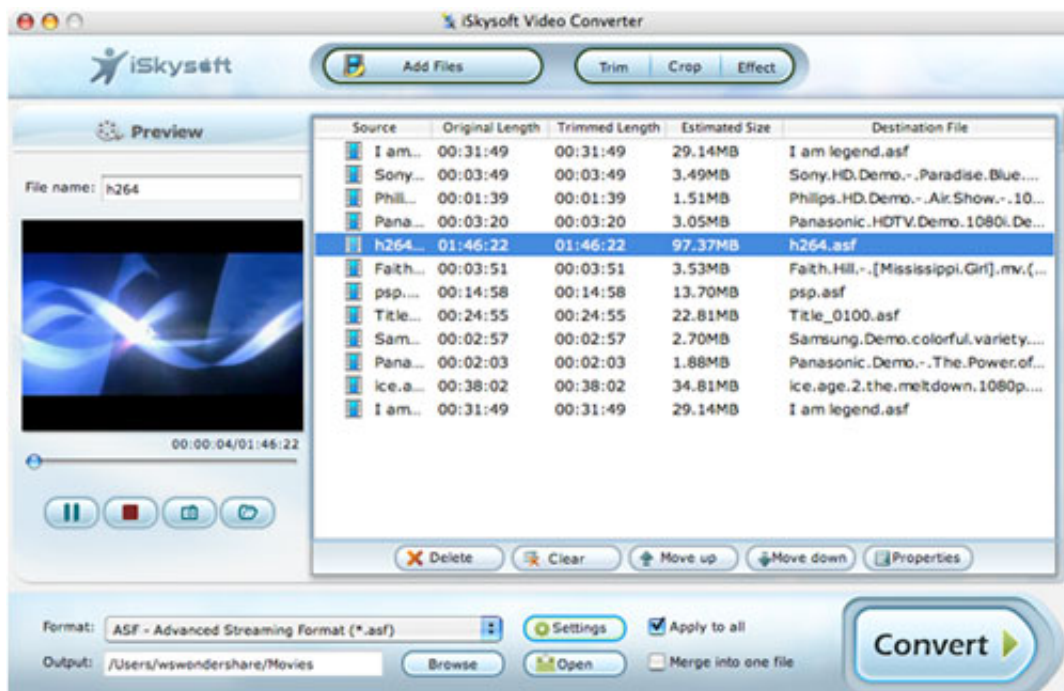 iSkysoft Video Converter
iSkysoft
Add Files
Trim Crop Effect
Preview
File name: h264
00:00:04/01:46:22
Source Original Length Trimmed Length Estimated Size Destination File
I am... 00:31:49 00:31:49 29.14MB I am legend.asf
Sony... 00:03:49 00:03:49 3.49MB Sony.HD.Demo.-.Paradise.Blue....
Phili... 00:01:39 00:01:39 1.51MB Philips.HD.Demo.-.Air.Show.-.10...
Pana... 00:03:20 00:03:20 3.05MB Panasonic.HDTV.Demo.1080i.De...
h264... 01:46:22 01:46:22 97.37MB h264.asf
Faith... 00:03:51 00:03:51 3.53MB Faith.Hill.-.[Mississippi.Girl].mv.(...
psp.... 00:14:58 00:14:58 13.70MB psp.asf
Title... 00:24:55 00:24:55 22.81MB Title_0100.asf
Sam... 00:02:57 00:02:57 2.70MB Samsung.Demo.colorful.variety....
Pana... 00:02:03 00:02:03 1.88MB Panasonic.Demo.-.The.Power.of...
ice.a... 00:38:02 00:38:02 34.81MB ice.age.2.the.meltdown.1080p....
I am... 00:31:49 00:31:49 29.14MB I am legend.asf
Delete Clear Move up Move down Properties
Format: ASF - Advanced Streaming Format (*.asf) Settings Apply to all
Output: /Users/wswondershare/Movies Browse Open Merge into one file
Convert